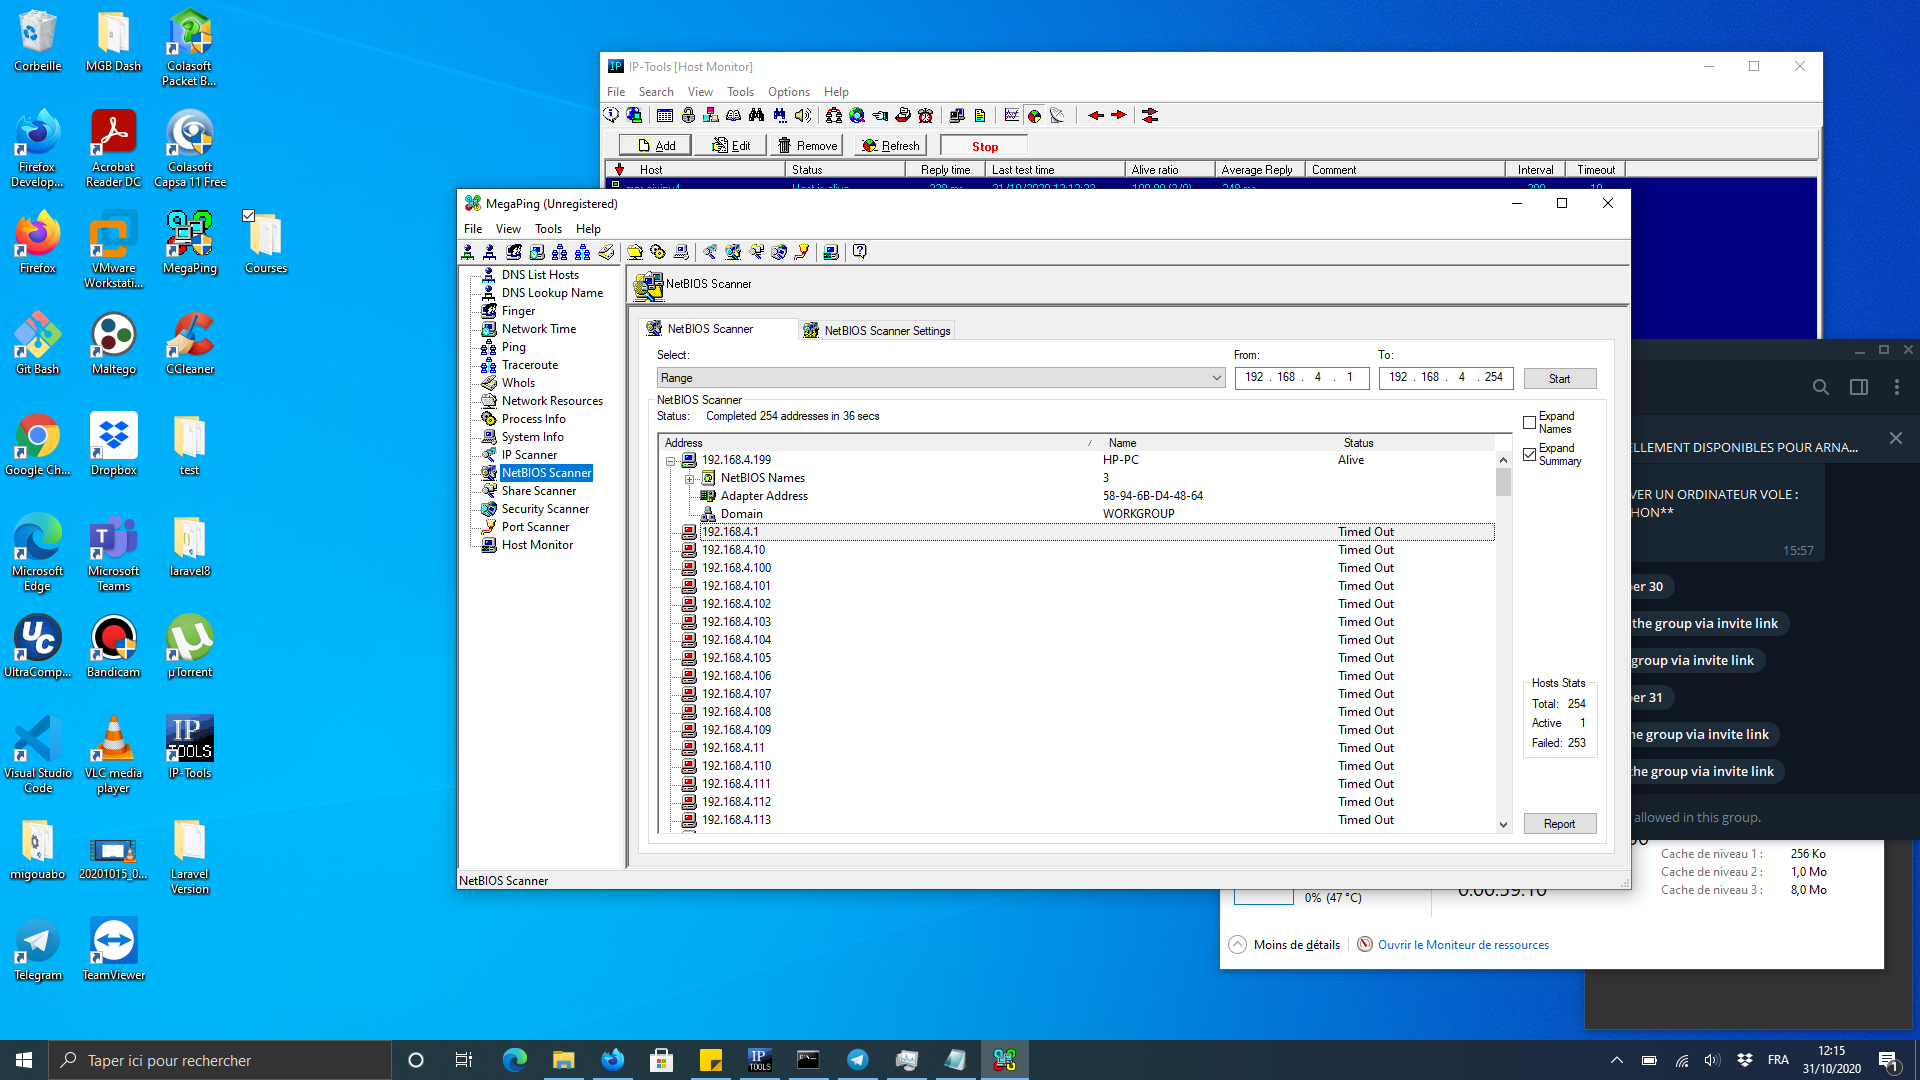 Corbeille
MGB Dash
Colasoft Packet B...
Firefox Develop...
Acrobat Reader DC
Colasoft Capsa 11 Free
Firefox
VMware Workstati...
MegaPing
Courses
Git Bash
Maltego
CCleaner
Google Ch...
Dropbox
test
Microsoft Edge
Microsoft Teams
laravel8
UltraComp...
Bandicam
µTorrent
Visual Studio Code
VLC media player
IP TOOLS
IP-Tools
migouabo
20201015_0...
Laravel Version
Telegram
TeamViewer
IP-Tools [Host Monitor]
File Search View Tools Options Help
Add Edit Remove Refresh Stop
Host Status Reply time Last test time Alive ratio Average Reply Comment Interval Timeout
MegaPing (Unregistered)
File View Tools Help
DNS List Hosts
DNS Lookup Name
Finger
Network Time
Ping
Traceroute
WhoIs
Network Resources
Process Info
System Info
IP Scanner
NetBIOS Scanner
Share Scanner
Security Scanner
Port Scanner
Host Monitor
NetBIOS Scanner
NetBIOS Scanner
NetBIOS Scanner Settings
Select: From: To:
Range 192 . 168 . 4 . 1 192 . 168 . 4 . 254 Start
NetBIOS Scanner
Status: Completed 254 addresses in 36 secs
Expand Names
Expand Summary
Address Name Status
192.168.4.199 HP-PC Alive
NetBIOS Names 3
Adapter Address 58-94-6B-D4-48-64
Domain WORKGROUP
192.168.4.1 Timed Out
192.168.4.10 Timed Out
192.168.4.100 Timed Out
192.168.4.101 Timed Out
192.168.4.102 Timed Out
192.168.4.103 Timed Out
192.168.4.104 Timed Out
192.168.4.105 Timed Out
192.168.4.106 Timed Out
192.168.4.107 Timed Out
192.168.4.108 Timed Out
192.168.4.109 Timed Out
192.168.4.11 Timed Out
192.168.4.110 Timed Out
192.168.4.111 Timed Out
192.168.4.112 Timed Out
192.168.4.113 Timed Out
Hosts Stats
Total: 254
Active 1
Failed: 253
Report
NetBIOS Scanner
ELLEMENT DISPONIBLES POUR ARNA...
VER UN ORDINATEUR VOLE :
HON**
15:57
er 30
the group via invite link
group via invite link
er 31
he group via invite link
the group via invite link
allowed in this group.
Cache de niveau 1 : 256 Ko
Cache de niveau 2 : 1,0 Mo
Cache de niveau 3 : 8,0 Mo
0% (47 °C)
Moins de détails
Ouvrir le Moniteur de ressources
Taper ici pour rechercher
IP TOOLS
FRA
12:15
31/10/2020
1